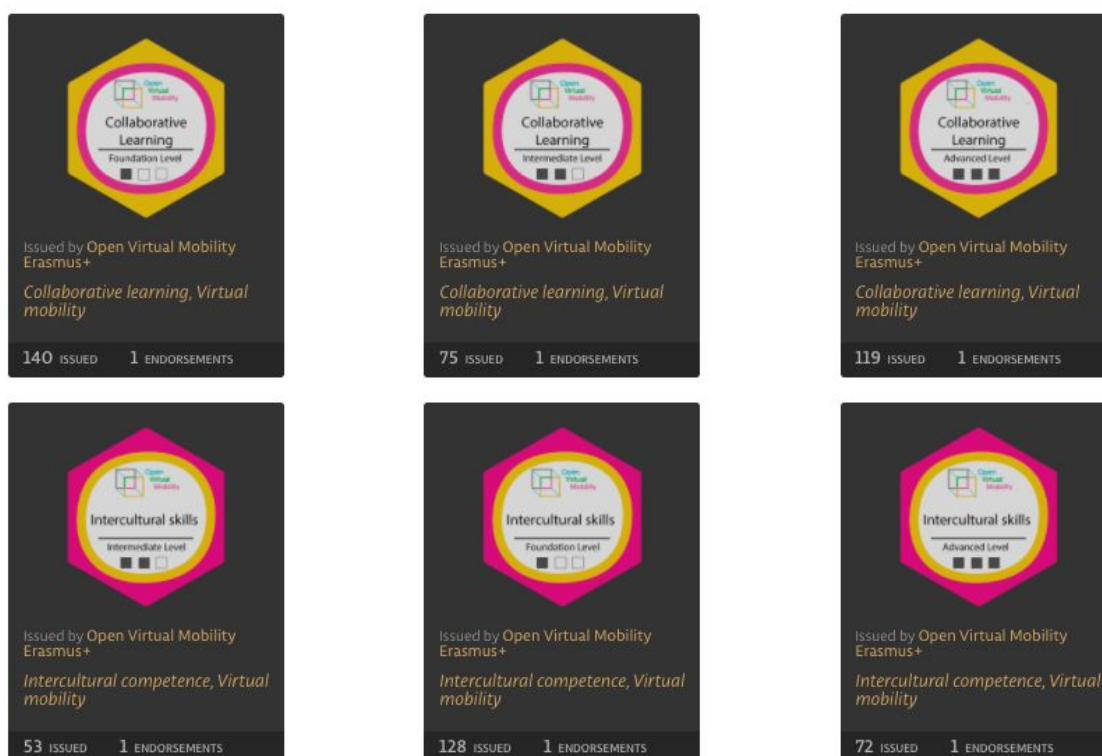 Open
Virtual
Mobility
Collaborative
Learning
Foundation Level
Issued by Open Virtual Mobility
Erasmus+
Collaborative learning, Virtual
mobility
140 ISSUED 1 ENDORSEMENTS
Open
Virtual
Mobility
Collaborative
Learning
Intermediate Level
Issued by Open Virtual Mobility
Erasmus+
Collaborative learning, Virtual
mobility
75 ISSUED 1 ENDORSEMENTS
Open
Virtual
Mobility
Collaborative
Learning
Advanced Level
Issued by Open Virtual Mobility
Erasmus+
Collaborative learning, Virtual
mobility
119 ISSUED 1 ENDORSEMENTS
Open
Virtual
Mobility
Intercultural skills
Intermediate Level
Issued by Open Virtual Mobility
Erasmus+
Intercultural competence, Virtual
mobility
53 ISSUED 1 ENDORSEMENTS
Open
Virtual
Mobility
Intercultural skills
Foundation Level
Issued by Open Virtual Mobility
Erasmus+
Intercultural competence, Virtual
mobility
128 ISSUED 1 ENDORSEMENTS
Open
Virtual
Mobility
Intercultural skills
Advanced Level
Issued by Open Virtual Mobility
Erasmus+
Intercultural competence, Virtual
mobility
72 ISSUED 1 ENDORSEMENTS